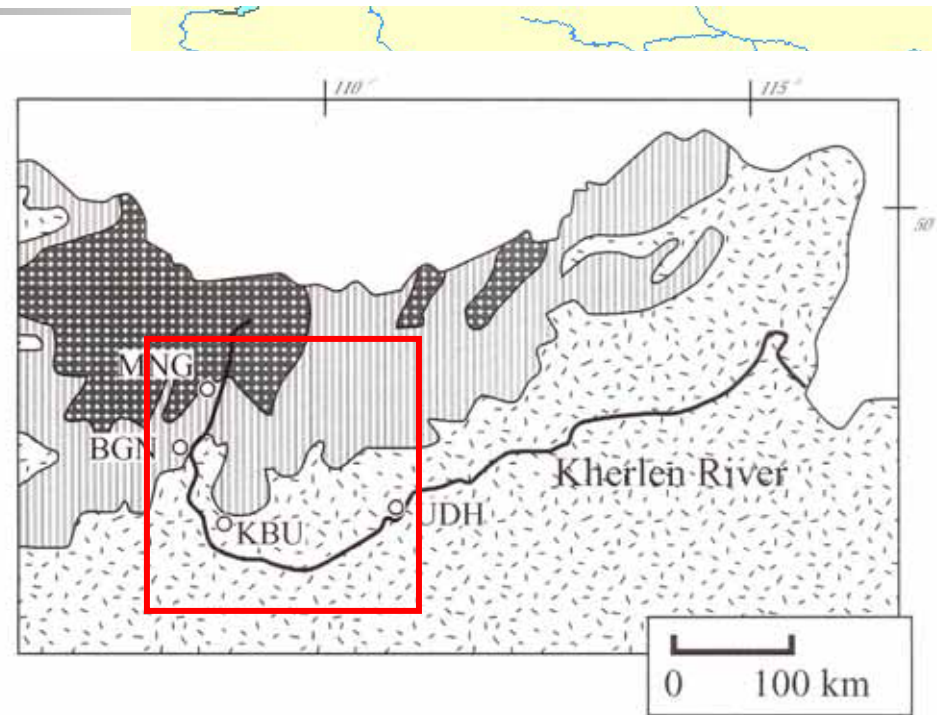 110°
115°
50°
MNG
BGN
KBU
UDH
Kherlen River
0 100 km